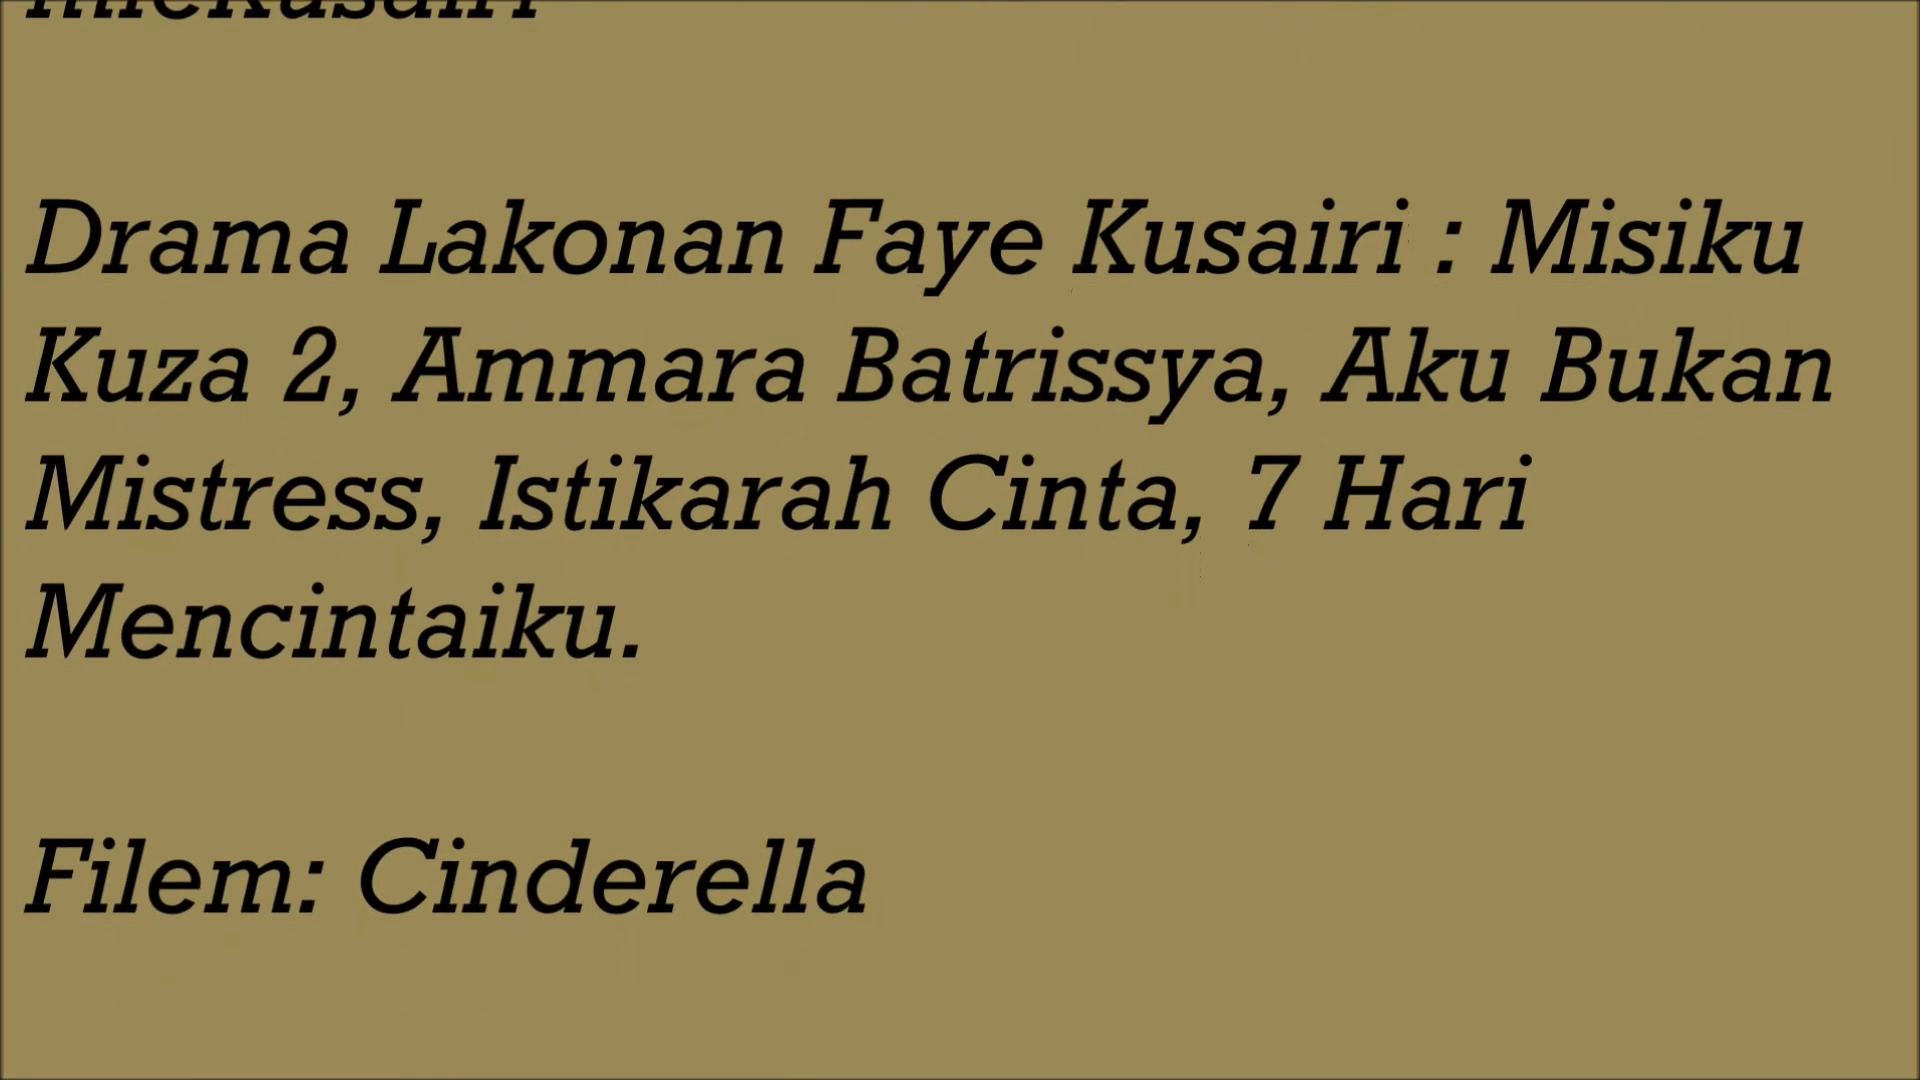 Drama Lakonan Faye Kusairi : Misiku
Kuza 2, Ammara Batrissya, Aku Bukan
Mistress, Istikarah Cinta, 7 Hari
Mencintaiku.
Filem: Cinderella